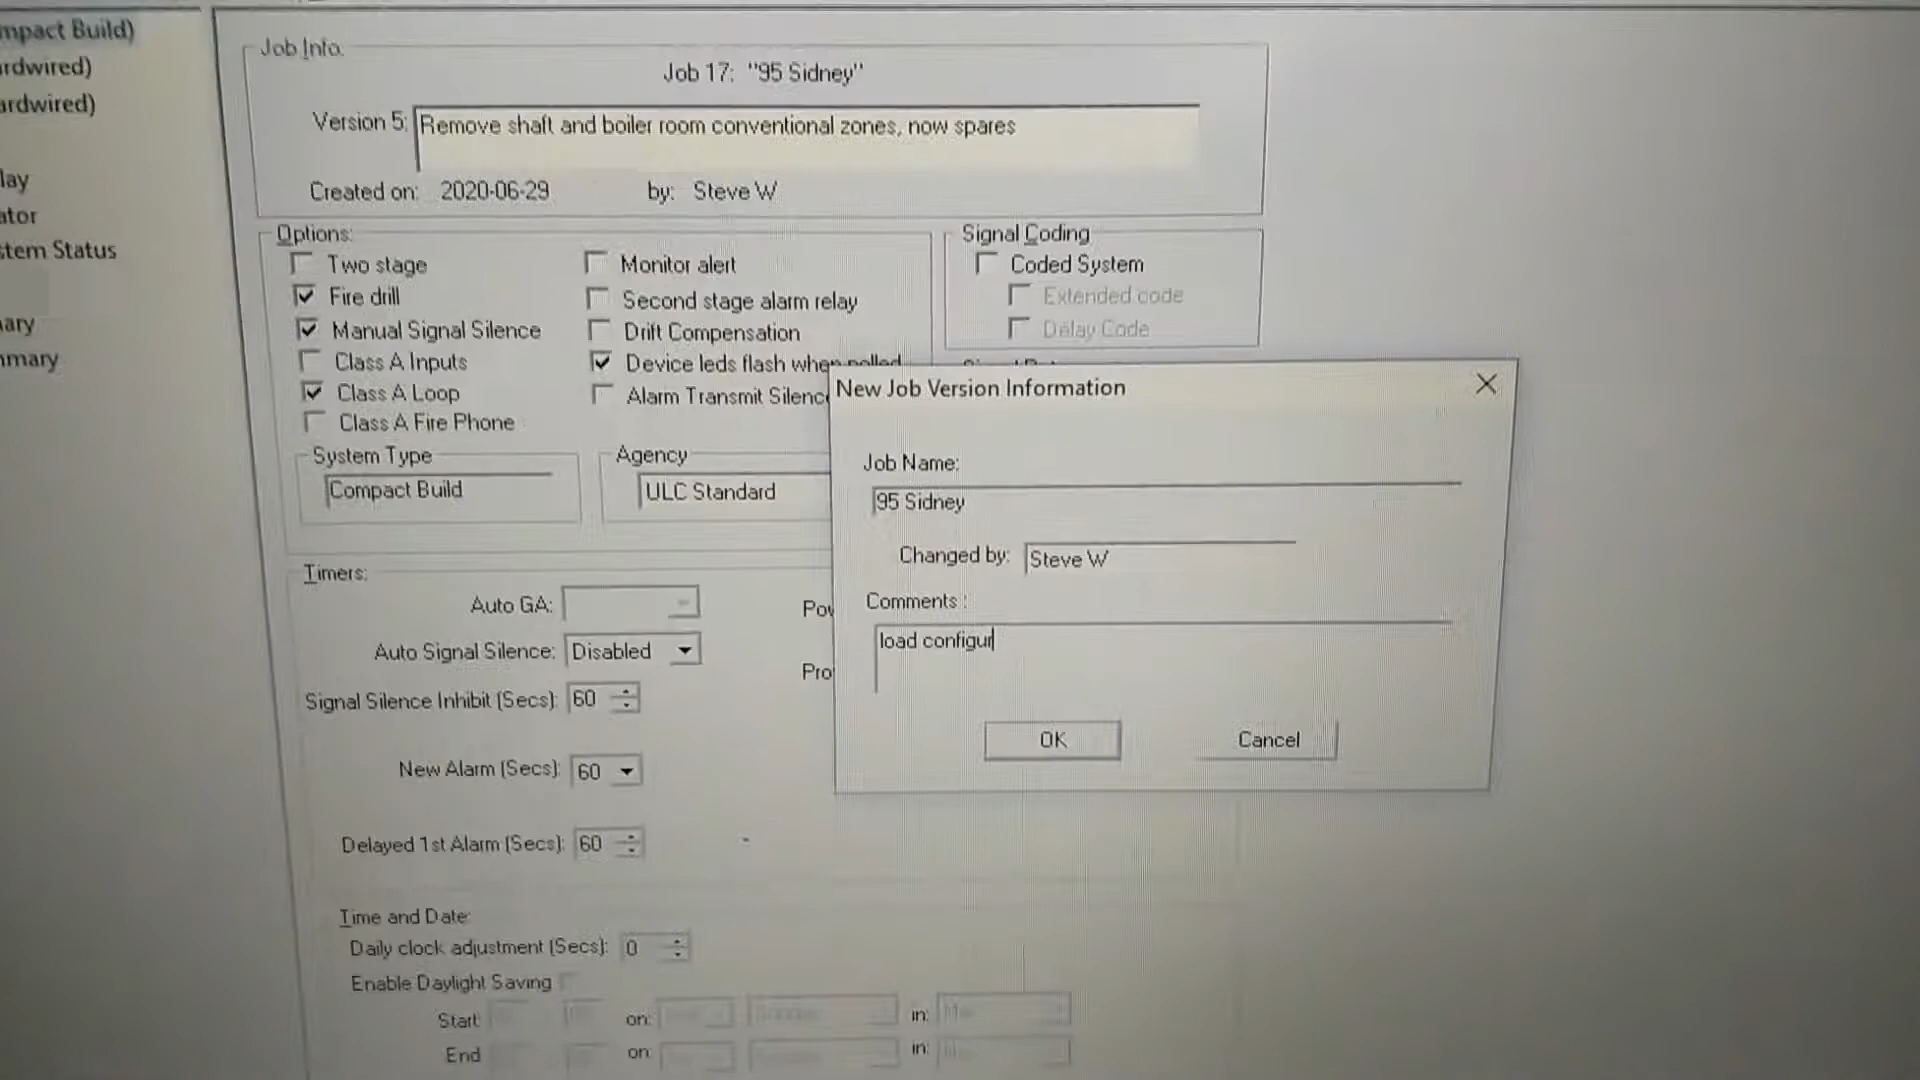 mpact Build)
rdwired)
ardwired)
lay
ator
stem Status
ary
mmary
Job Info:
Job 17: "95 Sidney"
Version 5: Remove shaft and boiler room conventional zones, now spares
Created on: 2020-06-29 by: Steve W
Options:
Two stage
Fire drill
Manual Signal Silence
Class A Inputs
Class A Loop
Class A Fire Phone
Monitor alert
Second stage alarm relay
Drift Compensation
Device leds flash when polled
Alarm Transmit Silenc
Signal Coding
Coded System
Extended code
Delay Code
System Type
Compact Build
Agency
ULC Standard
New Job Version Information
Job Name:
95 Sidney
Changed by: Steve W
Comments :
load configur
OK Cancel
Timers:
Auto GA:
Auto Signal Silence: Disabled
Signal Silence Inhibit (Secs): 60
New Alarm (Secs): 60
Delayed 1st Alarm (Secs): 60
Pow
Pro
Time and Date:
Daily clock adjustment (Secs): 0
Enable Daylight Saving
Start on: in:
End on in: